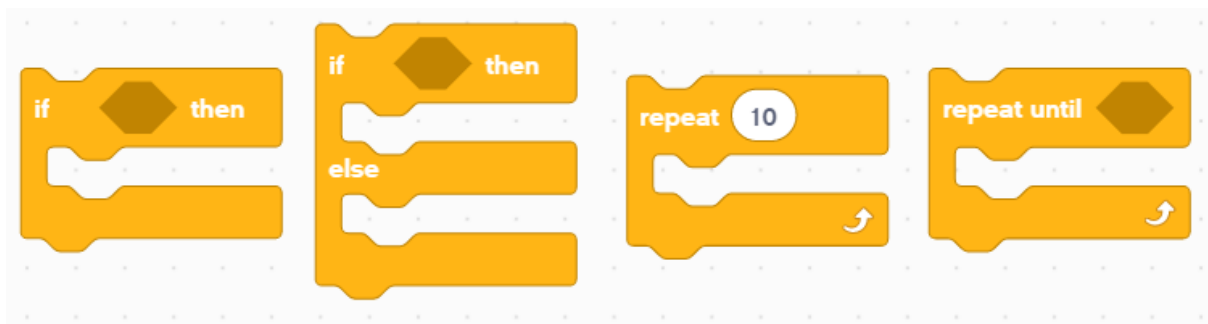 if then
if then
else
repeat 10
repeat until